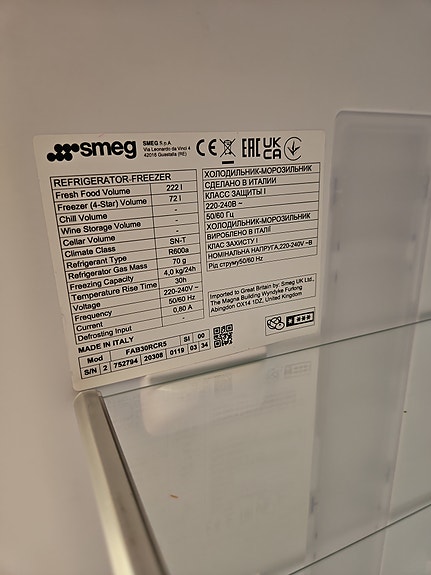 smeg
SMEG S.p.A.
Via Leonardo da Vinci 4
42016 Guastalla (RE)
CE EAC UK CA
REFRIGERATOR-FREEZER
Fresh Food Volume 222 l
Freezer (4-Star) Volume 72 l
Chill Volume -
Wine Storage Volume -
Cellar Volume -
Climate Class SN-T
Refrigerant Type R600a
Refrigerator Gas Mass 70 g
Freezing Capacity 4,0 kg/24h
Temperature Rise Time 30h
Voltage 220-240V~
Frequency 50/60 Hz
Current 0,80 A
Defrosting Input -
MADE IN ITALY
Mod FAB30RCR5 SI 00
S/N 2 752794 20308 0119 03 34
ХОЛОДИЛЬНИК-МОРОЗИЛЬНИК
СДЕЛАНО В ИТАЛИИ
КЛАСС ЗАЩИТЫ I
220-240В~
50/60 Гц
ХОЛОДИЛЬНИК-МОРОЗИЛЬНИК
ВИРОБЛЕНО В ІТАЛІЇ
КЛАС ЗАХИСТУ I
НОМІНАЛЬНА НАПРУГА,220-240V ~В
Рід струму50/60 Hz
Imported to Great Britain by: Smeg UK Ltd.,
The Magna Building Wyndyke Furlong
Abingdon OX14 1DZ, United Kingdom